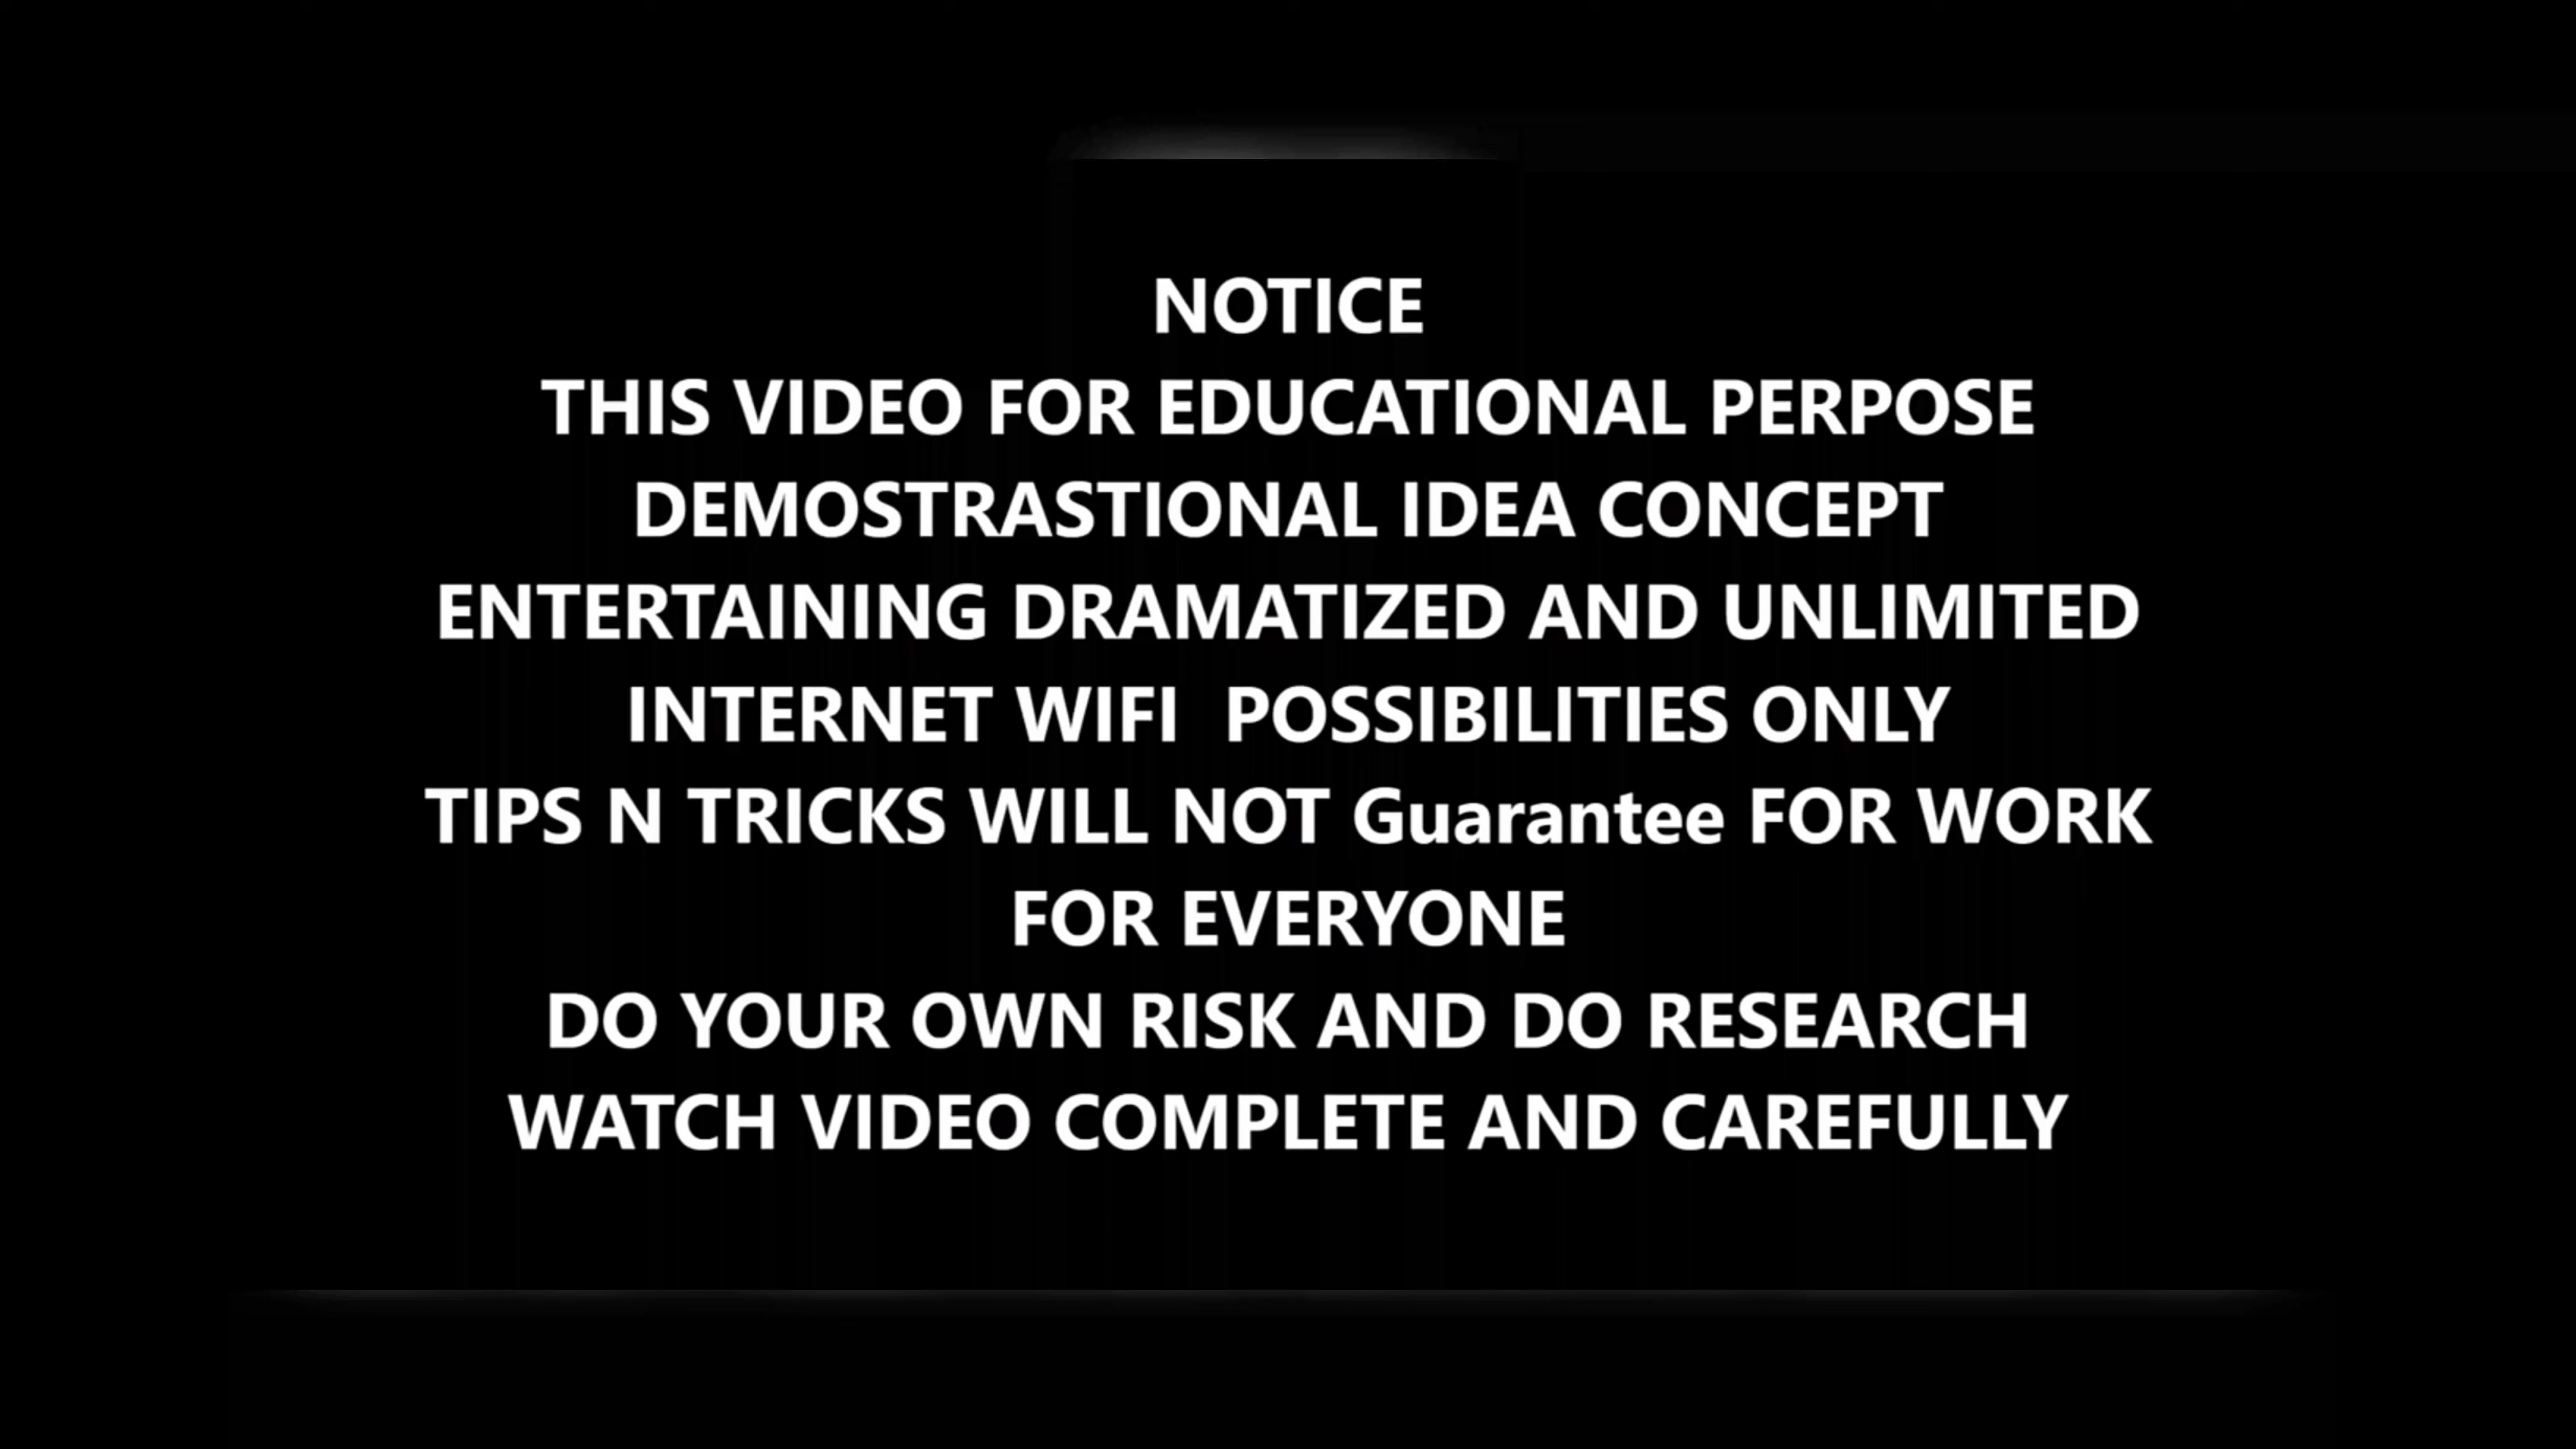 NOTICE
THIS VIDEO FOR EDUCATIONAL PERPOSE
DEMOSTRASTIONAL IDEA CONCEPT
ENTERTAINING DRAMATIZED AND UNLIMITED
INTERNET WIFI  POSSIBILITIES ONLY
TIPS N TRICKS WILL NOT Guarantee FOR WORK
FOR EVERYONE
DO YOUR OWN RISK AND DO RESEARCH
WATCH VIDEO COMPLETE AND CAREFULLY